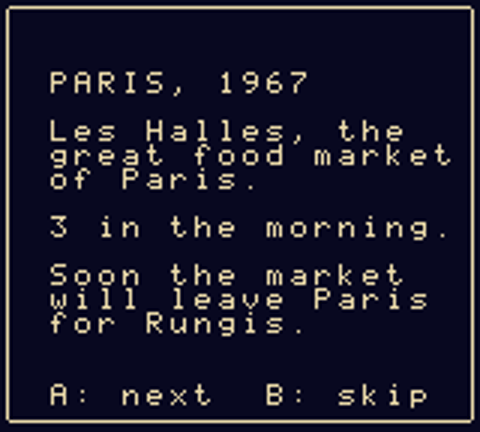 PARIS, 1967
Les Halles, the
great food market
of Paris.
3 in the morning.
Soon the market
will leave Paris
for Rungis.
A: next  B: skip